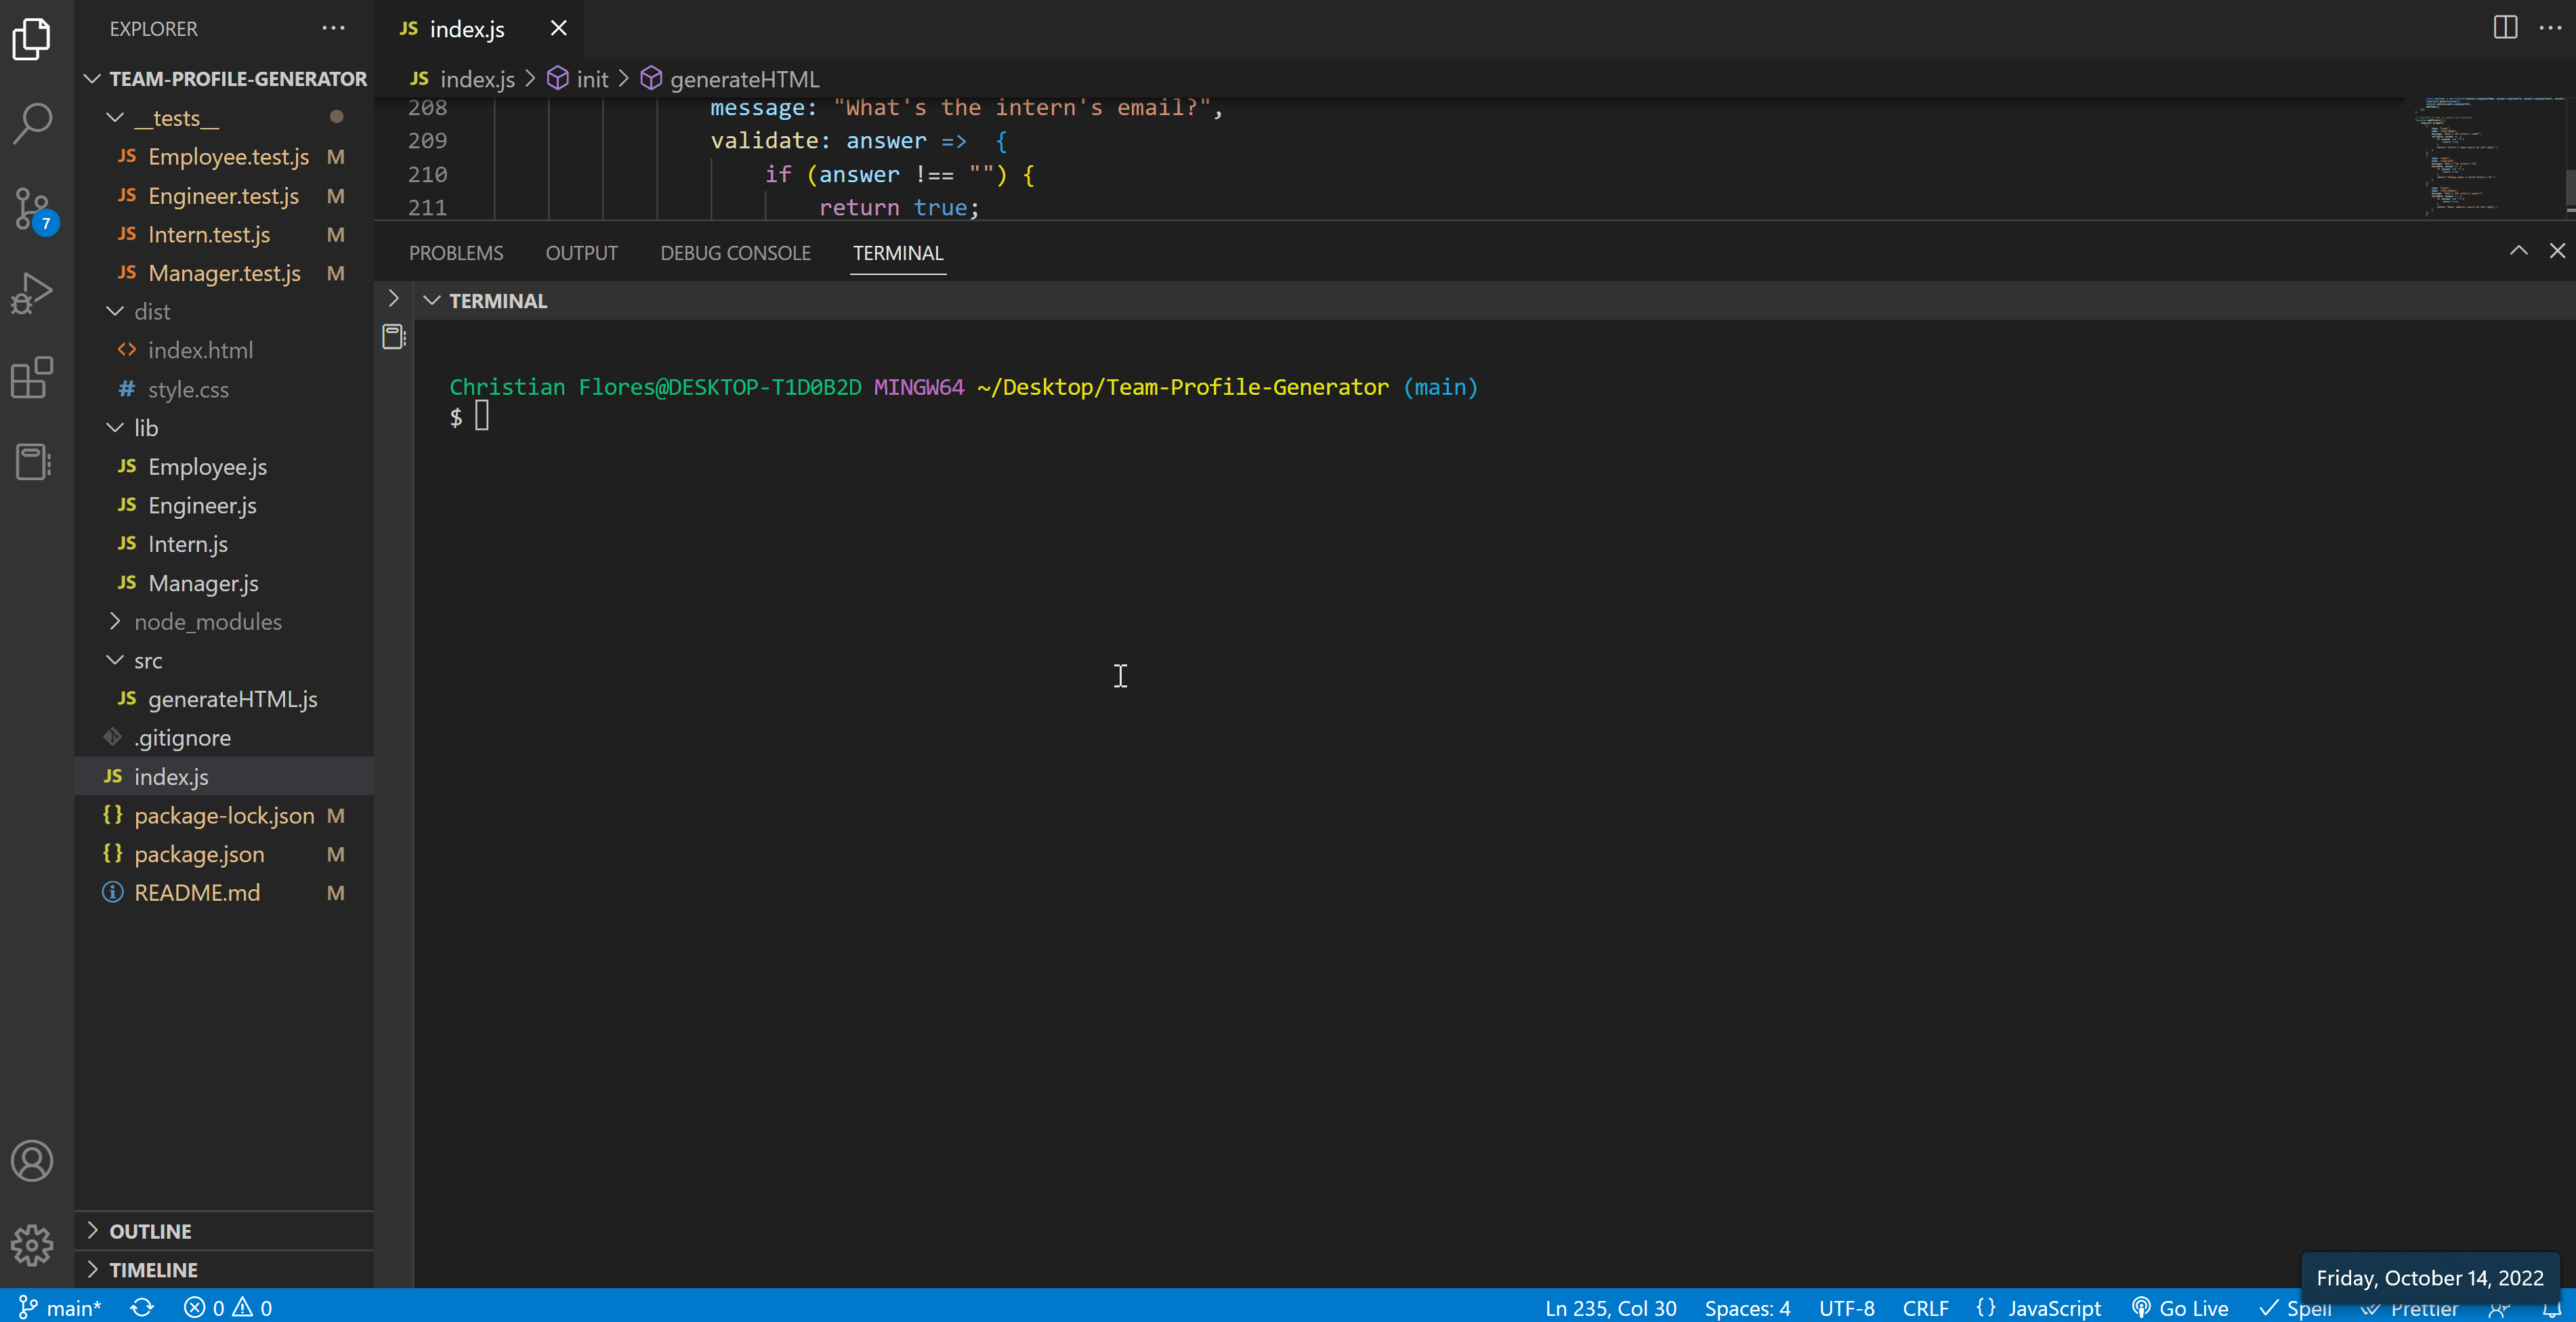 EXPLORER
TEAM-PROFILE-GENERATOR
__tests__
JS Employee.test.js M
JS Engineer.test.js M
JS Intern.test.js M
JS Manager.test.js M
dist
<> index.html
# style.css
lib
JS Employee.js
JS Engineer.js
JS Intern.js
JS Manager.js
node_modules
src
JS generateHTML.js
.gitignore
JS index.js
{} package-lock.json M
{} package.json M
README.md M
OUTLINE
TIMELINE
7
JS index.js
JS index.js > init > generateHTML
208 message: "What's the intern's email?",
209 validate: answer => {
210 if (answer !== "") {
211 return true;
PROBLEMS OUTPUT DEBUG CONSOLE TERMINAL
TERMINAL
Christian Flores@DESKTOP-T1D0B2D MINGW64 ~/Desktop/Team-Profile-Generator (main)
$
Friday, October 14, 2022
main* 0 0 Ln 235, Col 30 Spaces: 4 UTF-8 CRLF {} JavaScript Go Live Spell Prettier